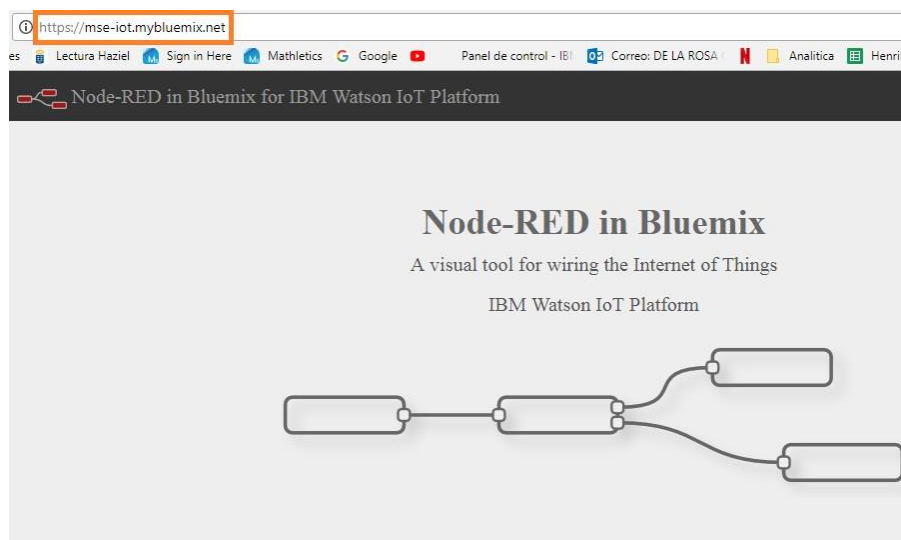 https://mse-iot.mybluemix.net
es Lectura Haziel Sign in Here Mathletics Google Panel de control - IB Correo: DE LA ROSA Analitica Henri
Node-RED in Bluemix for IBM Watson IoT Platform
Node-RED in Bluemix
A visual tool for wiring the Internet of Things
IBM Watson IoT Platform